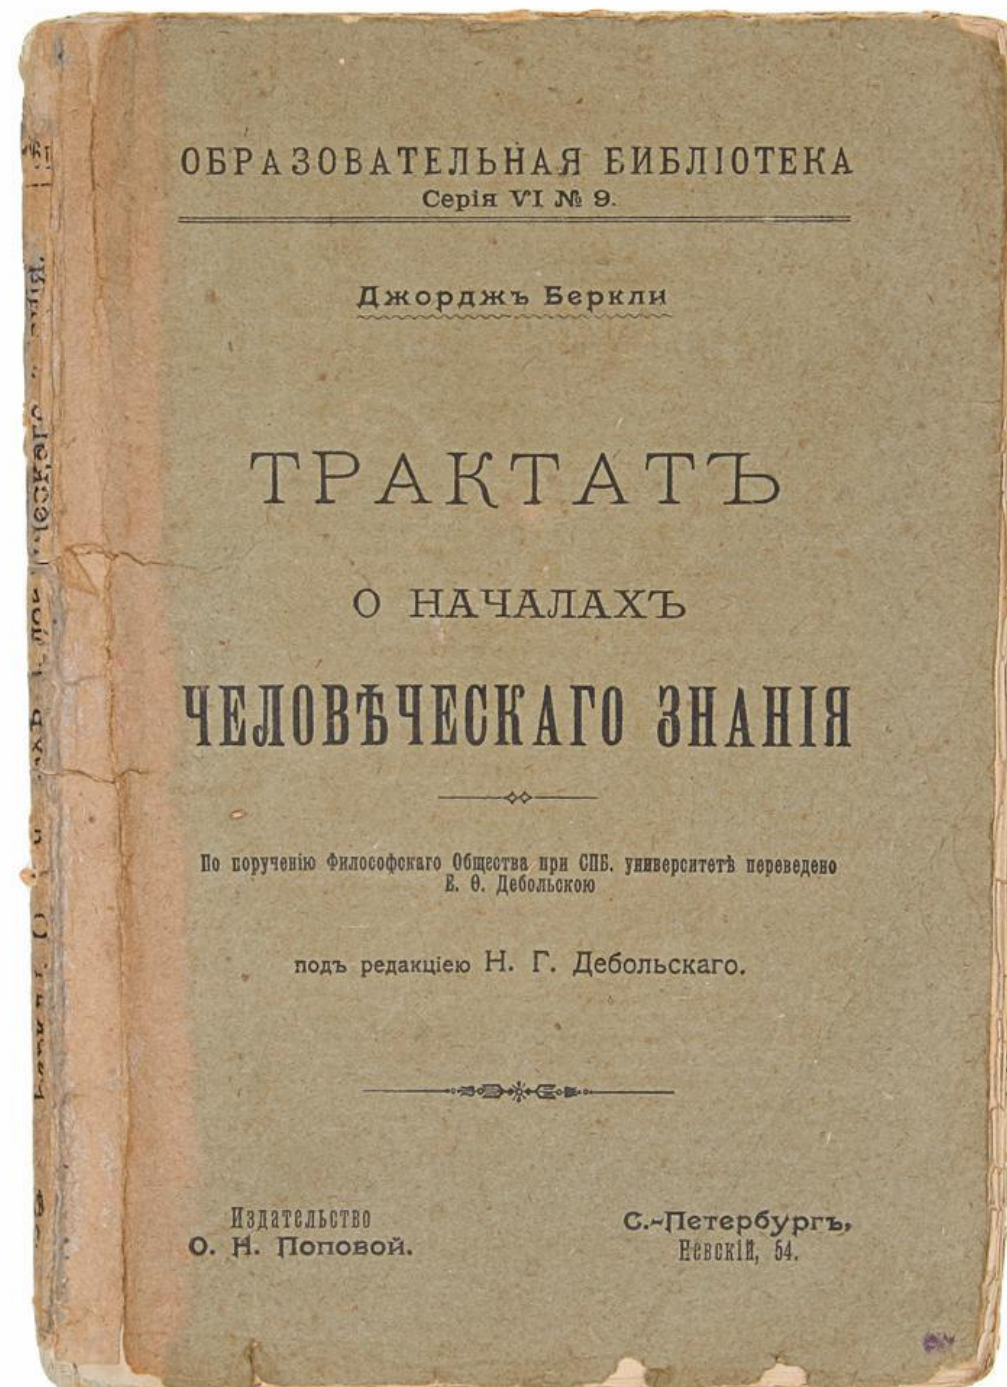 ОБРАЗОВАТЕЛЬНАЯ БИБЛІОТЕКА
Серія VI № 9.
Джорджъ Беркли
ТРАКТАТЪ
О НАЧАЛАХЪ
ЧЕЛОВѢЧЕСКАГО ЗНАНІЯ
По порученію Философскаго Общества при СПБ. университетѣ переведено
Е. Ѳ. Дебольскою
подъ редакціею Н. Г. Дебольскаго.
Издательство
О. Н. Поповой.
С.-Петербургъ,
Невскій, 54.